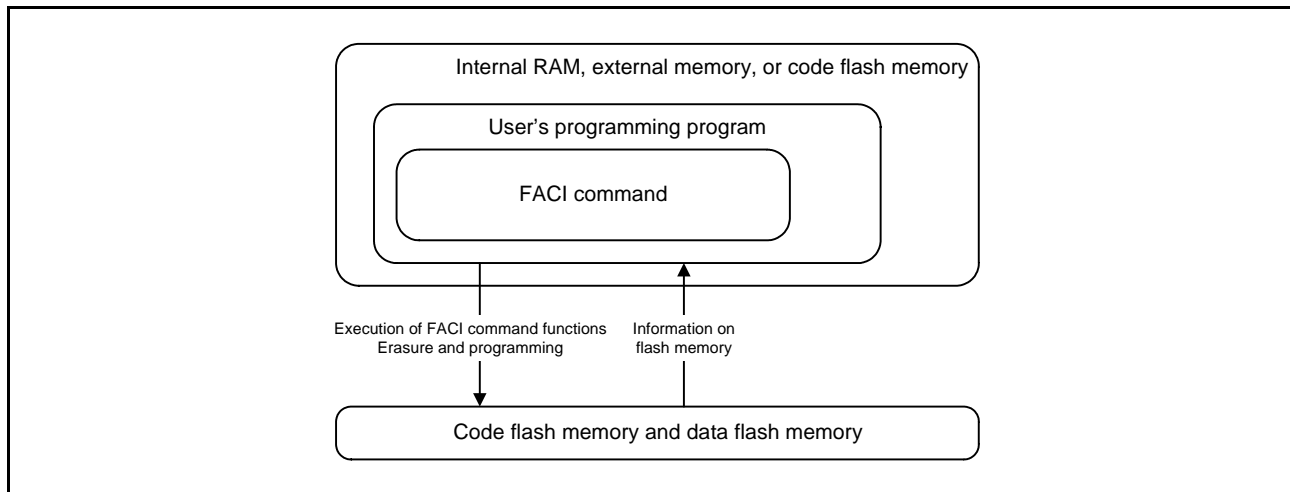 Internal RAM, external memory, or code flash memory
User's programming program
FACI command
Execution of FACI command functions
Erasure and programming
Information on
flash memory
Code flash memory and data flash memory